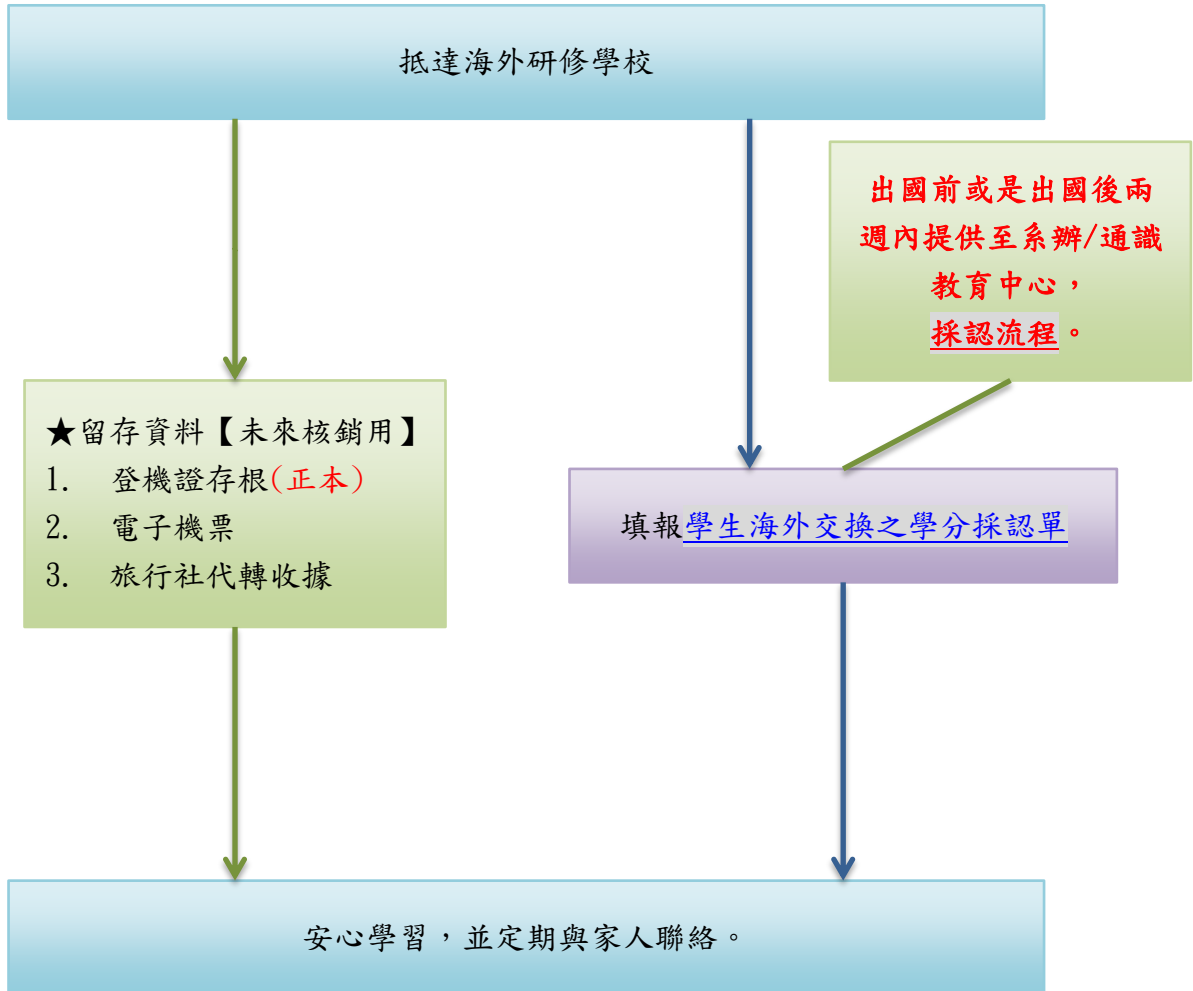 抵達海外研修學校
出國前或是出國後兩
週內提供至系辦/通識
教育中心，
採認流程。
★留存資料【未來核銷用】
1. 登機證存根(正本)
2. 電子機票
3. 旅行社代轉收據
填報學生海外交換之學分採認單
安心學習，並定期與家人聯絡。